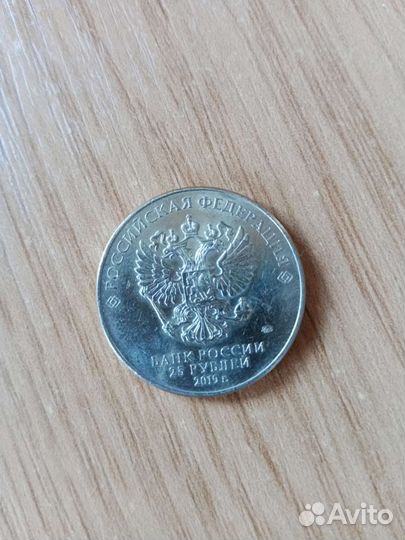 РОССИЙСКАЯ ФЕДЕРАЦИЯ
БАНК РОССИИ
25 РУБЛЕЙ
2019 г.
Avito